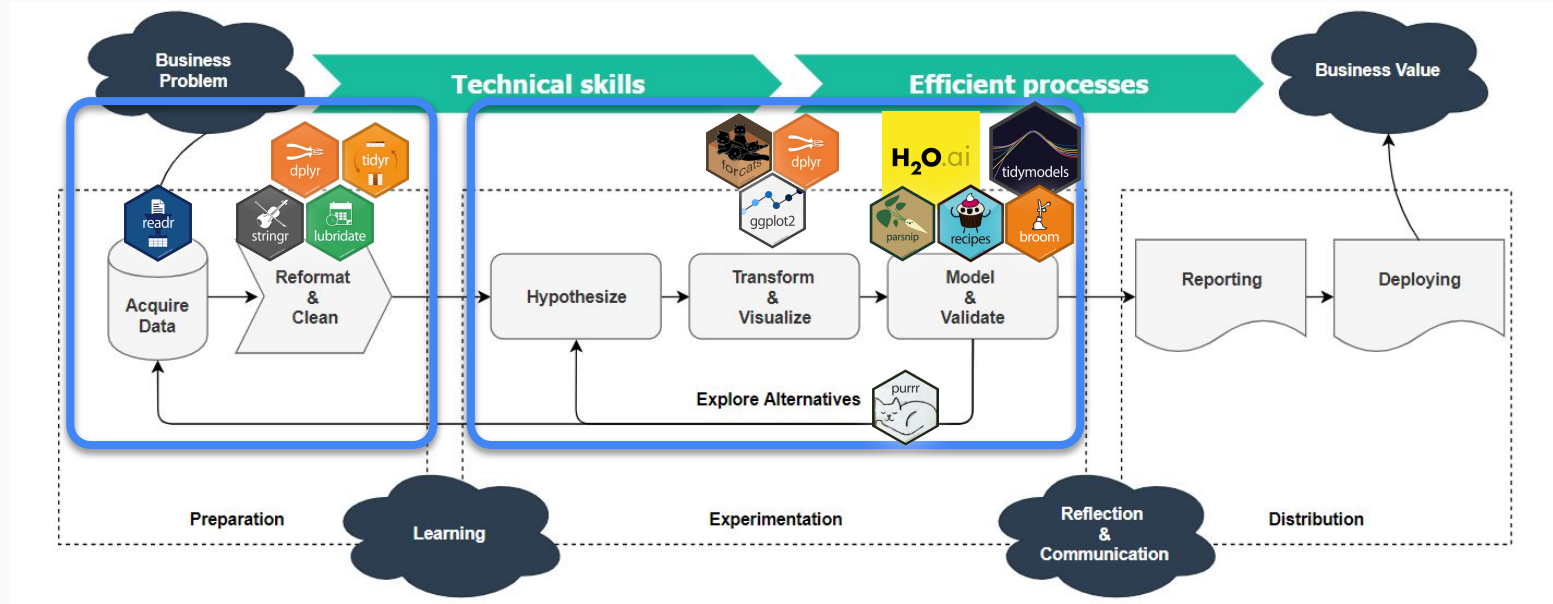 Business
Problem
Technical skills
Efficient processes
Business Value
dplyr
tidyr
readr
stringr
lubridate
forcats
dplyr
ggplot2
H2O.ai
tidymodels
parsnip
recipes
broom
Acquire
Data
Reformat
&
Clean
Hypothesize
Transform
&
Visualize
Model
&
Validate
Reporting
Deploying
Explore Alternatives
purrr
Preparation
Learning
Experimentation
Reflection
&
Communication
Distribution